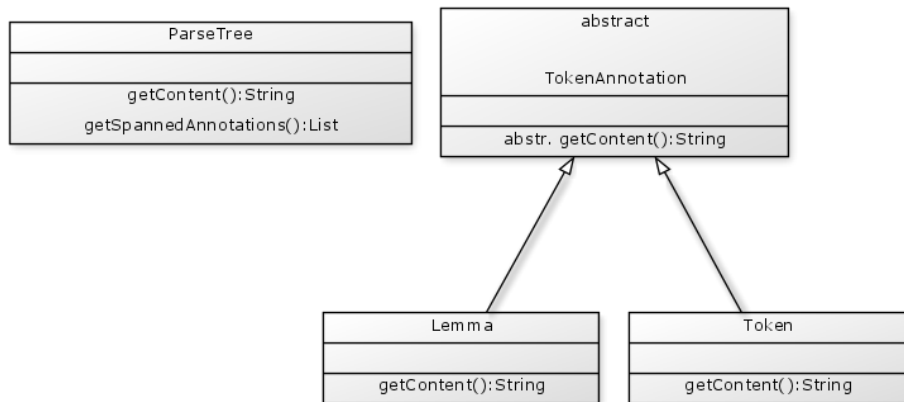 ParseTree
getContent():String
getSpannedAnnotations():List
abstract
TokenAnnotation
abstr. getContent():String
Lemma
getContent():String
Token
getContent():String